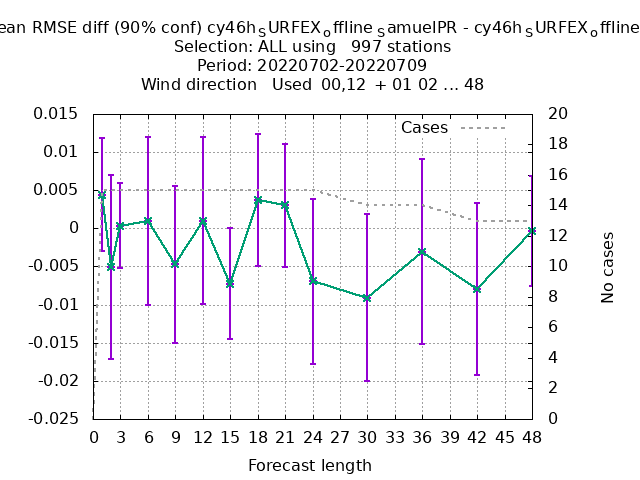 ean RMSE diff (90% conf) cy46hSURFEXoffline samuelPR - cy46hSURFEXoffline
Selection: ALL using 997 stations
Period: 20220702-20220709
Wind direction Used 00,12 + 01 02 ... 48
Cases
0.015
0.01
0.005
0
-0.005
-0.01
-0.015
-0.02
-0.025
20
18
16
14
12
10
8
6
4
2
0
No cases
0 3 6 9 12 15 18 21 24 27 30 33 36 39 42 45 48
Forecast length